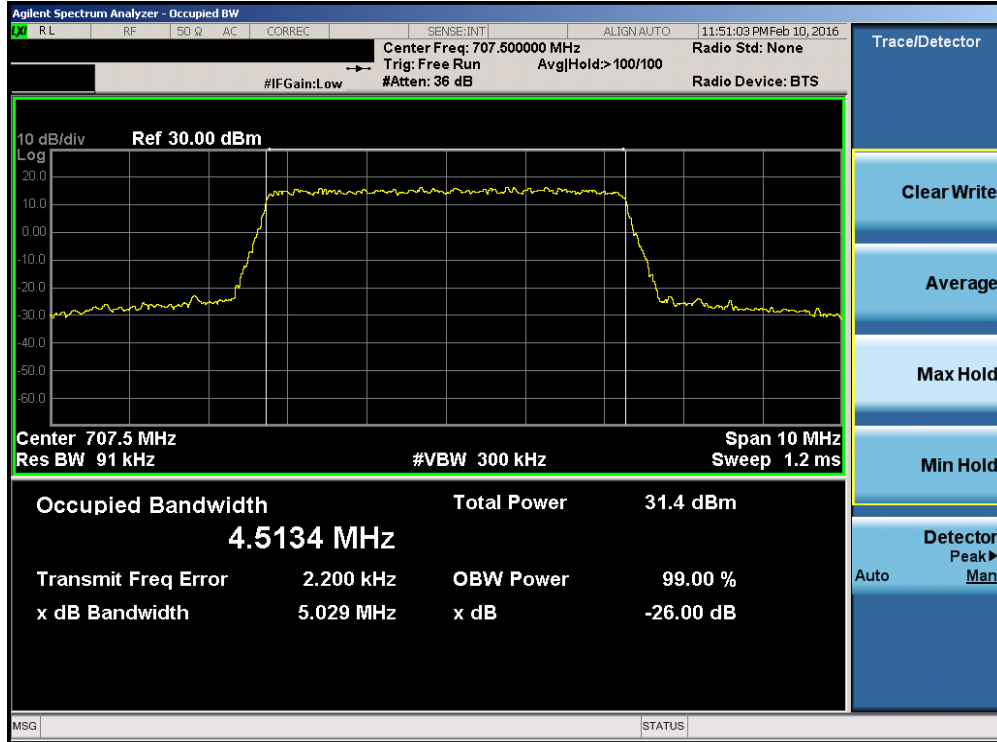 Agilent Spectrum Analyzer - Occupied BW
LXI RL RF 50 Ω AC CORREC SENSE:INT ALIGN AUTO 11:51:03 PM Feb 10, 2016
Center Freq: 707.500000 MHz Radio Std: None
Trig: Free Run Avg|Hold:>100/100
#IFGain:Low #Atten: 36 dB Radio Device: BTS
10 dB/div Ref 30.00 dBm
Log
20.0
10.0
0.00
-10.0
-20.0
-30.0
-40.0
-50.0
-60.0
Center 707.5 MHz Span 10 MHz
Res BW 91 kHz #VBW 300 kHz Sweep 1.2 ms
Occupied Bandwidth Total Power 31.4 dBm
4.5134 MHz
Transmit Freq Error 2.200 kHz OBW Power 99.00 %
x dB Bandwidth 5.029 MHz x dB -26.00 dB
MSG STATUS
Trace/Detector
Clear Write
Average
Max Hold
Min Hold
Detector
Peak▶
Auto Man